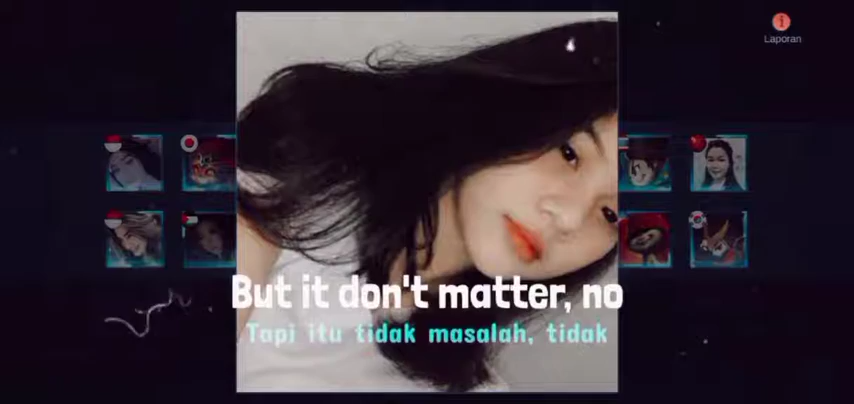 Laporan
But it don't matter, no
Tapi itu tidak masalah, tidak